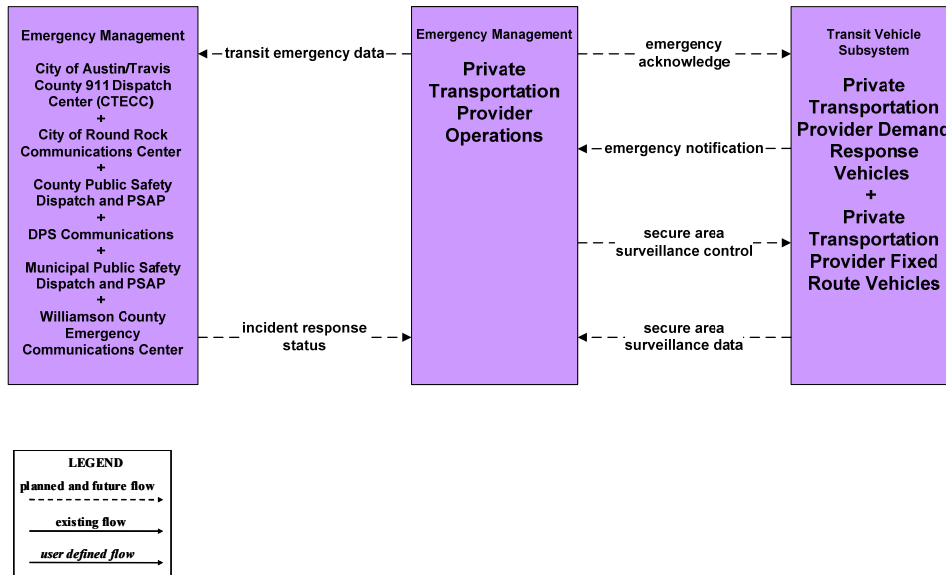 Emergency Management
City of Austin/Travis
County 911 Dispatch
Center (CTECC)
+
City of Round Rock
Communications Center
+
County Public Safety
Dispatch and PSAP
+
DPS Communications
+
Municipal Public Safety
Dispatch and PSAP
+
Williamson County
Emergency
Communications Center
transit emergency data
incident response
status
Emergency Management
Private
Transportation
Provider
Operations
emergency
acknowledge
emergency notification
secure area
surveillance control
secure area
surveillance data
Transit Vehicle
Subsystem
Private
Transportation
Provider Demand
Response
Vehicles
+
Private
Transportation
Provider Fixed
Route Vehicles
LEGEND
planned and future flow
existing flow
user defined flow